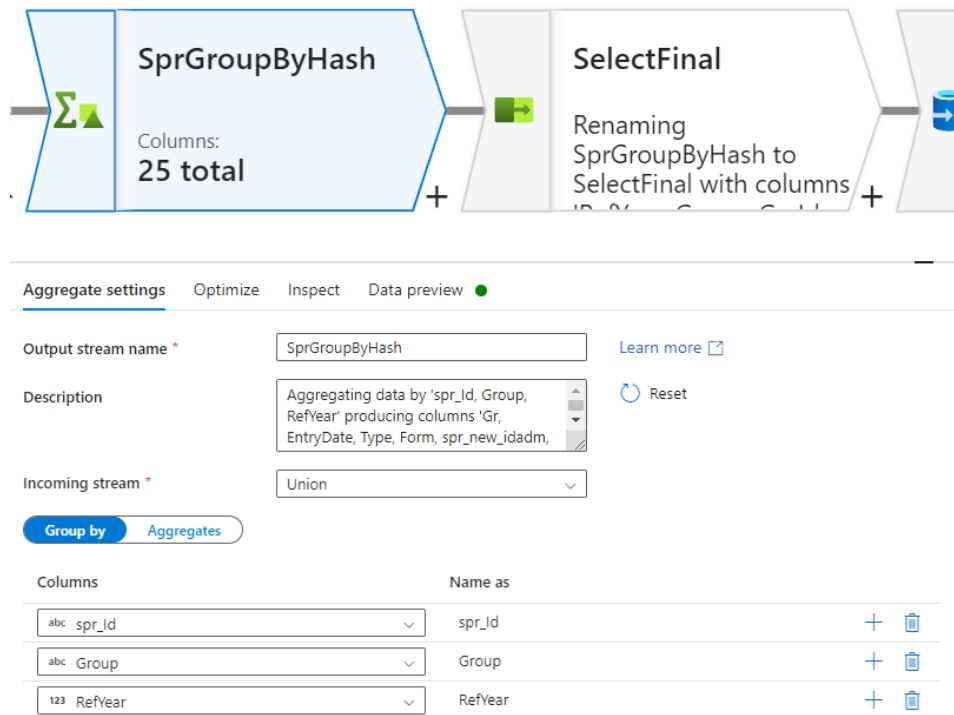 SprGroupByHash
Columns:
25 total
+
SelectFinal
Renaming
SprGroupByHash to
SelectFinal with columns
+
Aggregate settings Optimize Inspect Data preview
Output stream name * SprGroupByHash Learn more
Description Aggregating data by 'spr_Id, Group,
RefYear' producing columns 'Gr,
EntryDate, Type, Form, spr_new_idadm,
Reset
Incoming stream * Union
Group by Aggregates
Columns Name as
abc spr_Id spr_Id
abc Group Group
123 RefYear RefYear